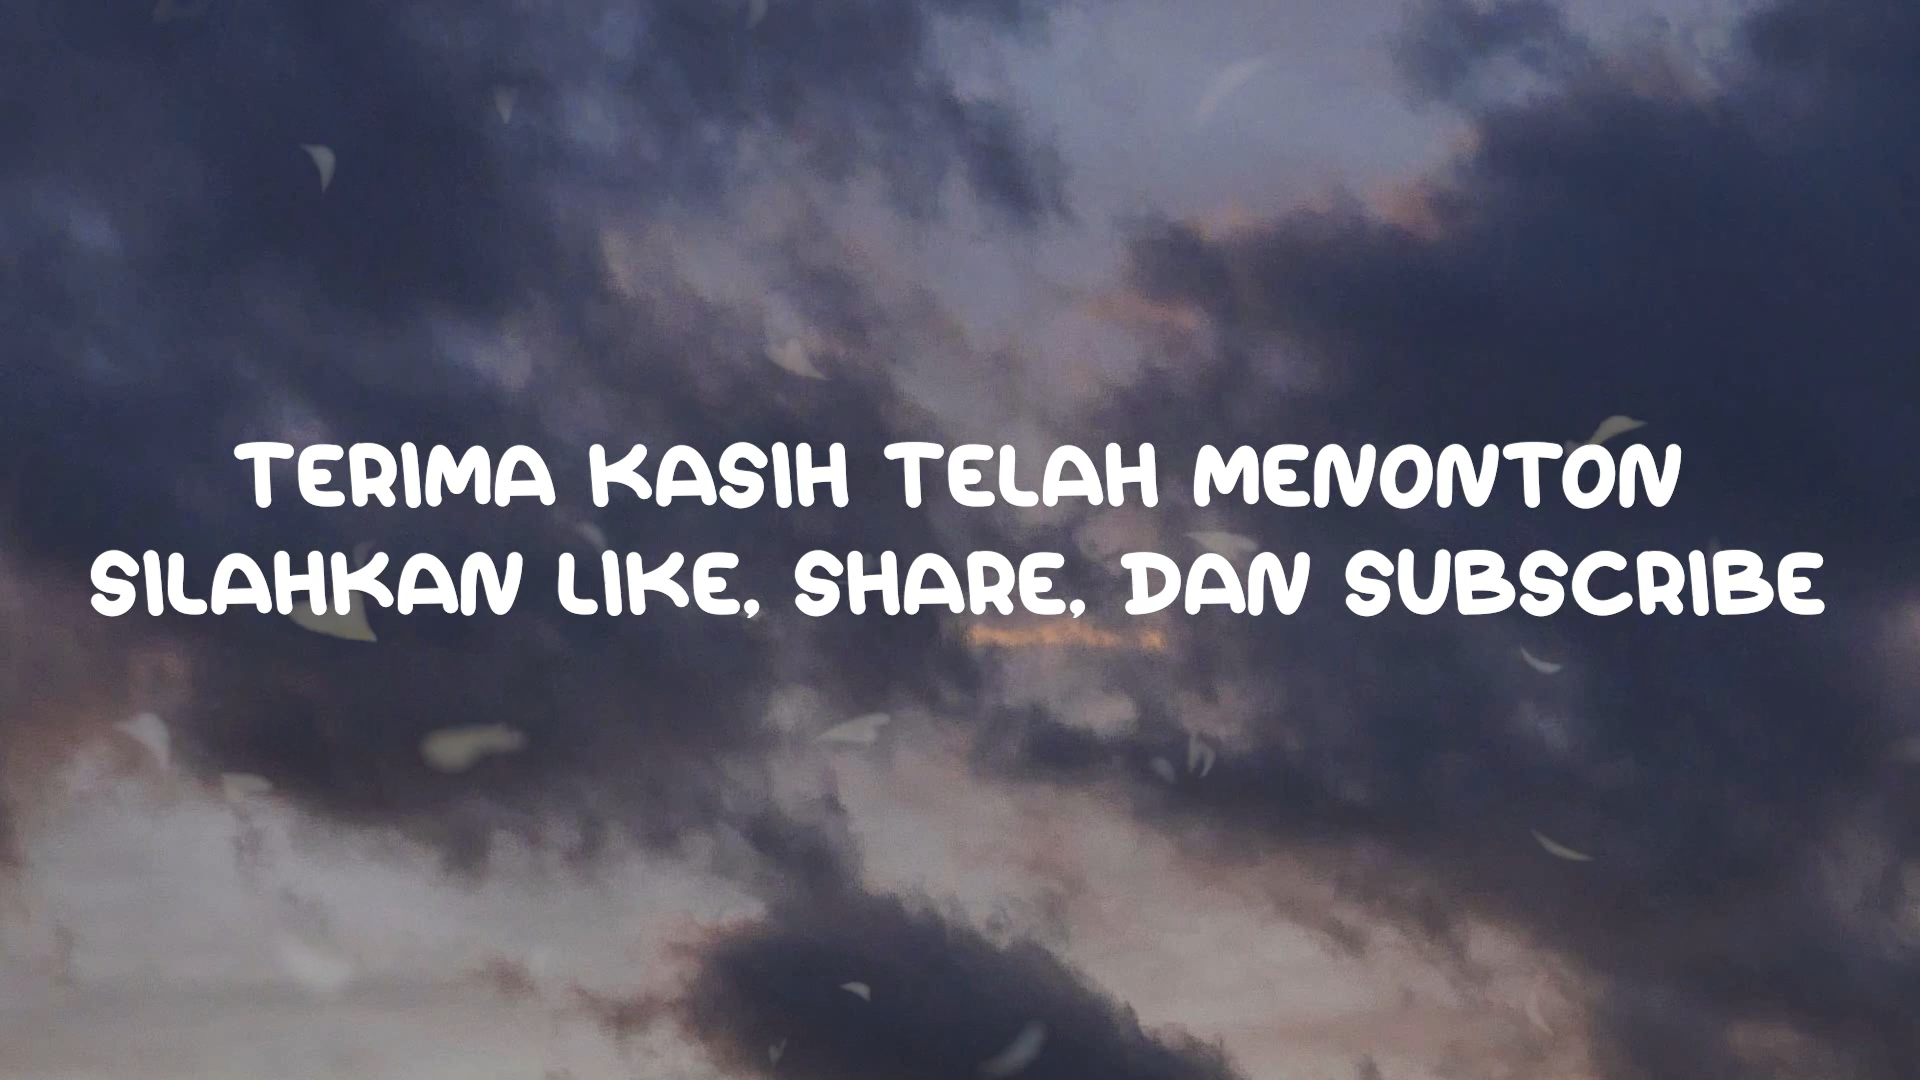 TERIMA KASIH TELAH MENONTON
SILAHKAN LIKE, SHARE, DAN SUBSCRIBE